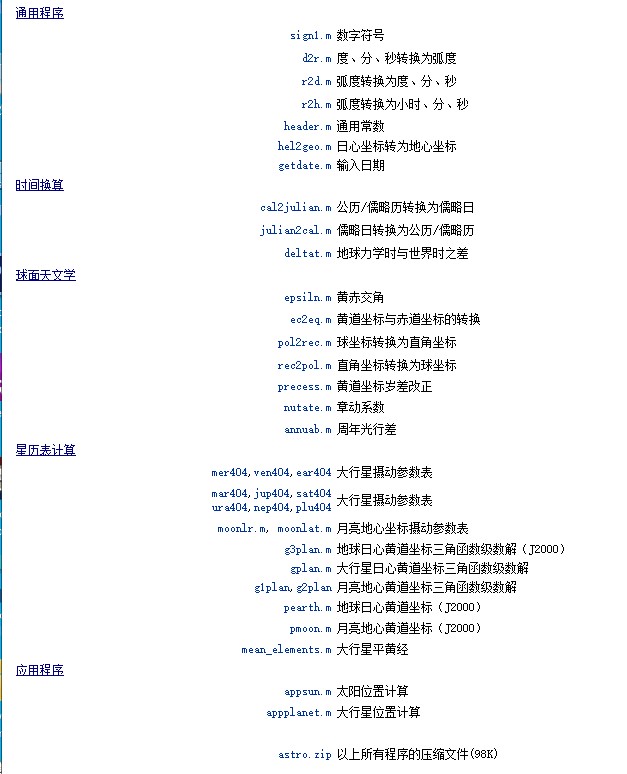 通用程序
sign1.m 数字符号
d2r.m 度、分、秒转换为弧度
r2d.m 弧度转换为度、分、秒
r2h.m 弧度转换为小时、分、秒
header.m 通用常数
hel2geo.m 日心坐标转为地心坐标
getdate.m 输入日期
时间换算
cal2julian.m 公历/儒略历转换为儒略日
julian2cal.m 儒略日转换为公历/儒略历
deltat.m 地球力学时与世界时之差
球面天文学
epsiln.m 黄赤交角
ec2eq.m 黄道坐标与赤道坐标的转换
pol2rec.m 球坐标转换为直角坐标
rec2pol.m 直角坐标转换为球坐标
precess.m 黄道坐标岁差改正
nutate.m 章动系数
annuab.m 周年光行差
星历表计算
mer404,ven404,ear404 大行星摄动参数表
mar404,jup404,sat404
ura404,nep404,plu404 大行星摄动参数表
moonlr.m, moonlat.m 月亮地心坐标摄动参数表
g3plan.m 地球日心黄道坐标三角函数级数解（J2000）
gplan.m 大行星日心黄道坐标三角函数级数解
g1plan,g2plan 月亮地心黄道坐标三角函数级数解
pearth.m 地球日心黄道坐标（J2000）
pmoon.m 月亮地心黄道坐标（J2000）
mean_elements.m 大行星平黄经
应用程序
appsun.m 太阳位置计算
appplanet.m 大行星位置计算
astro.zip 以上所有程序的压缩文件(98K)